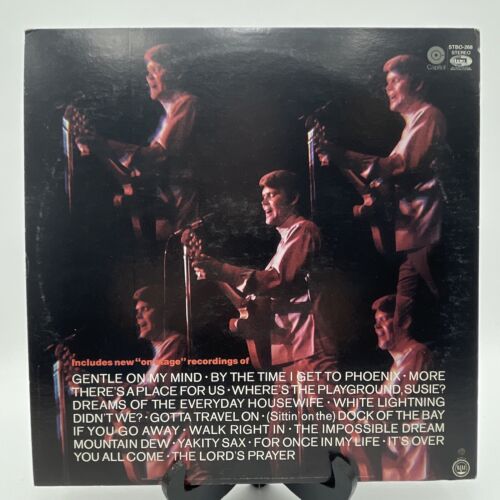 STBO-268
STEREO
Capitol
Includes new "on stage" recordings of
GENTLE ON MY MIND · BY THE TIME I GET TO PHOENIX · MORE
THERE'S A PLACE FOR US · WHERE'S THE PLAYGROUND, SUSIE?
DREAMS OF THE EVERYDAY HOUSEWIFE · WHITE LIGHTNING
DIDN'T WE? · GOTTA TRAVEL ON · (Sittin' on the) DOCK OF THE BAY
IF YOU GO AWAY · WALK RIGHT IN · THE IMPOSSIBLE DREAM
MOUNTAIN DEW · YAKITY SAX · FOR ONCE IN MY LIFE · IT'S OVER
YOU ALL COME · THE LORD'S PRAYER